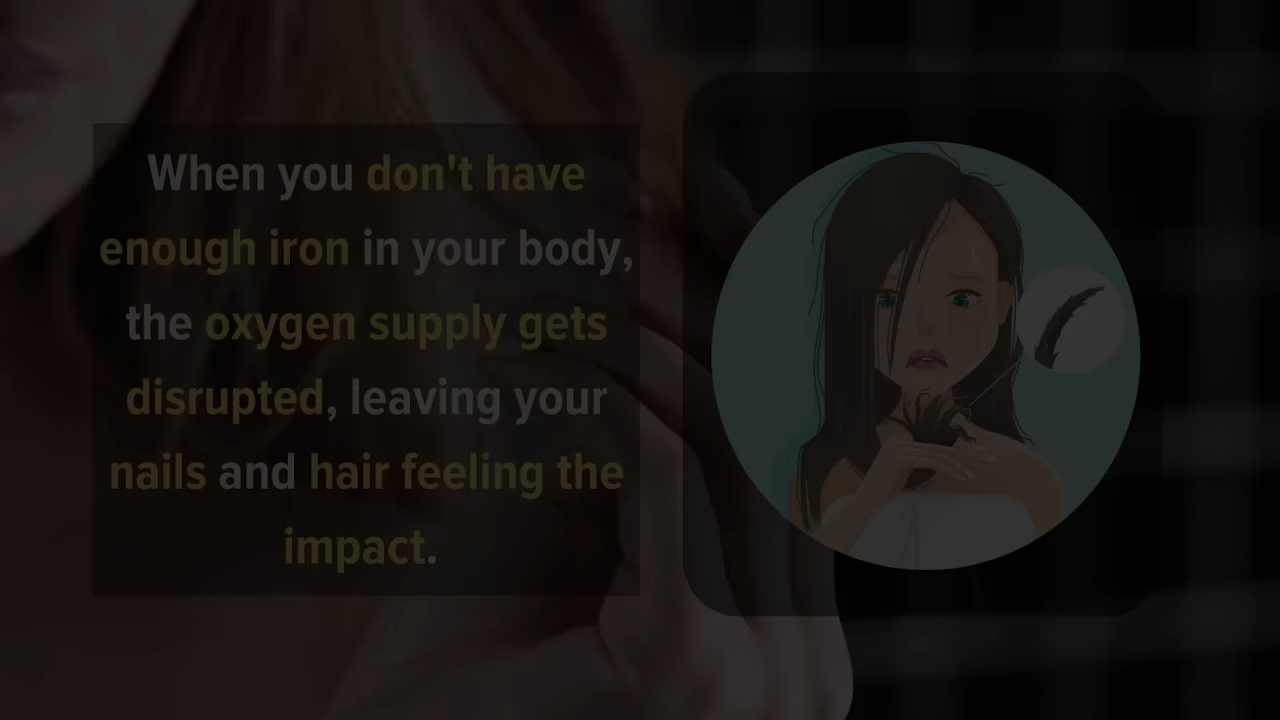 When you don't have
enough iron in your body,
the oxygen supply gets
disrupted, leaving your
nails and hair feeling the
impact.